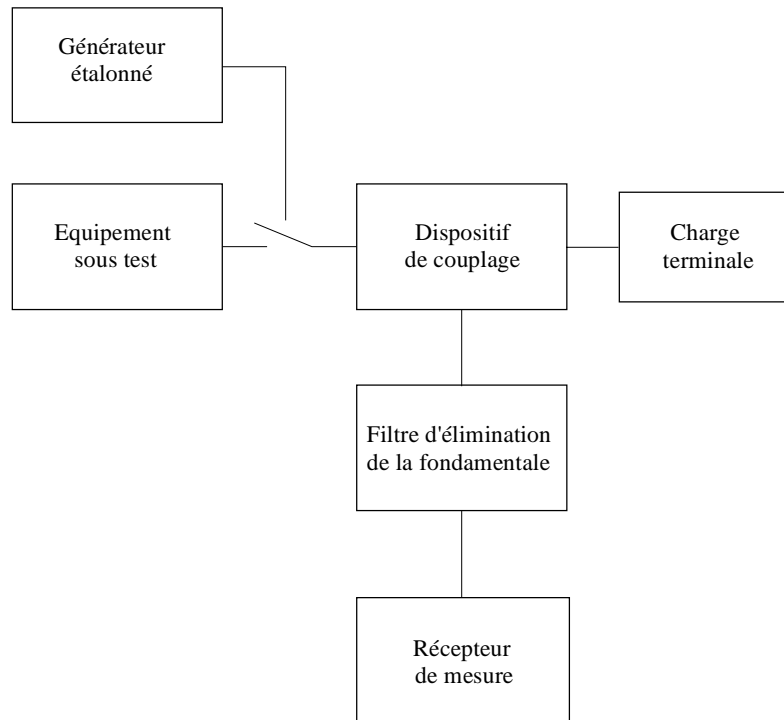 Générateur
étalonné
Equipement
sous test
Dispositif
de couplage
Charge
terminale
Filtre d'élimination
de la fondamentale
Récepteur
de mesure